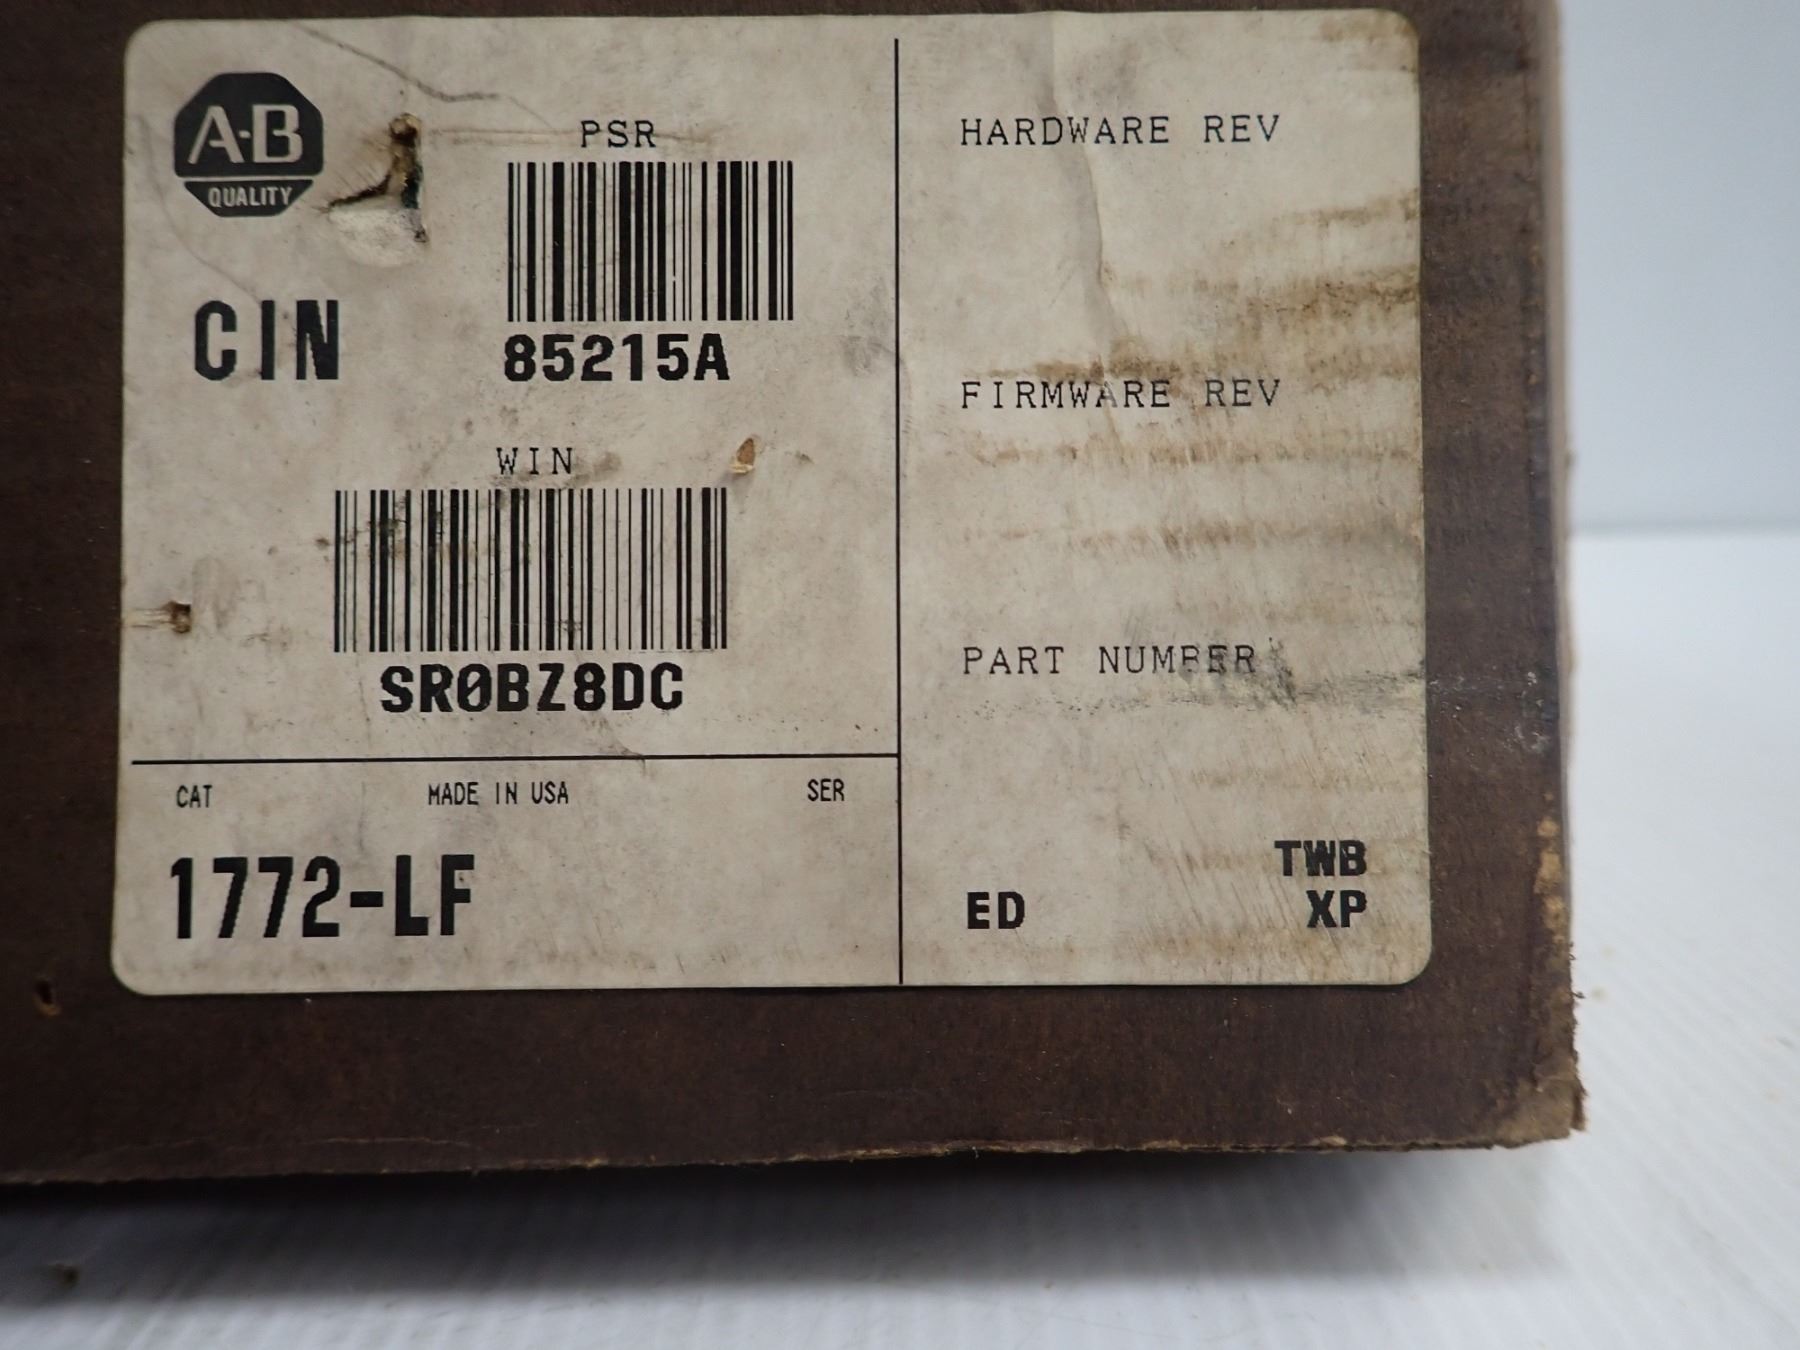 A-B
QUALITY
PSR
CIN
85215A
WIN
SR0BZ8DC
CAT MADE IN USA SER
1772-LF
HARDWARE REV
FIRMWARE REV
PART NUMBER
TWB
ED XP